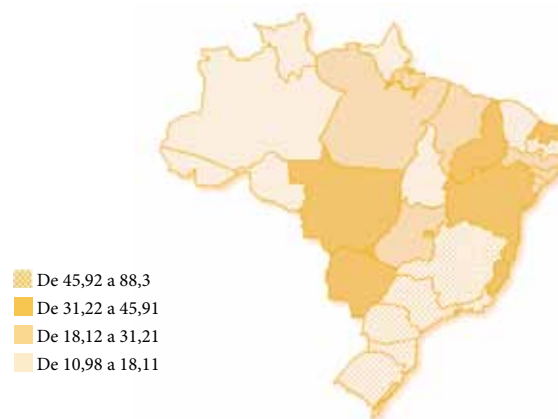 De 45,92 a 88,3
De 31,22 a 45,91
De 18,12 a 31,21
De 10,98 a 18,11